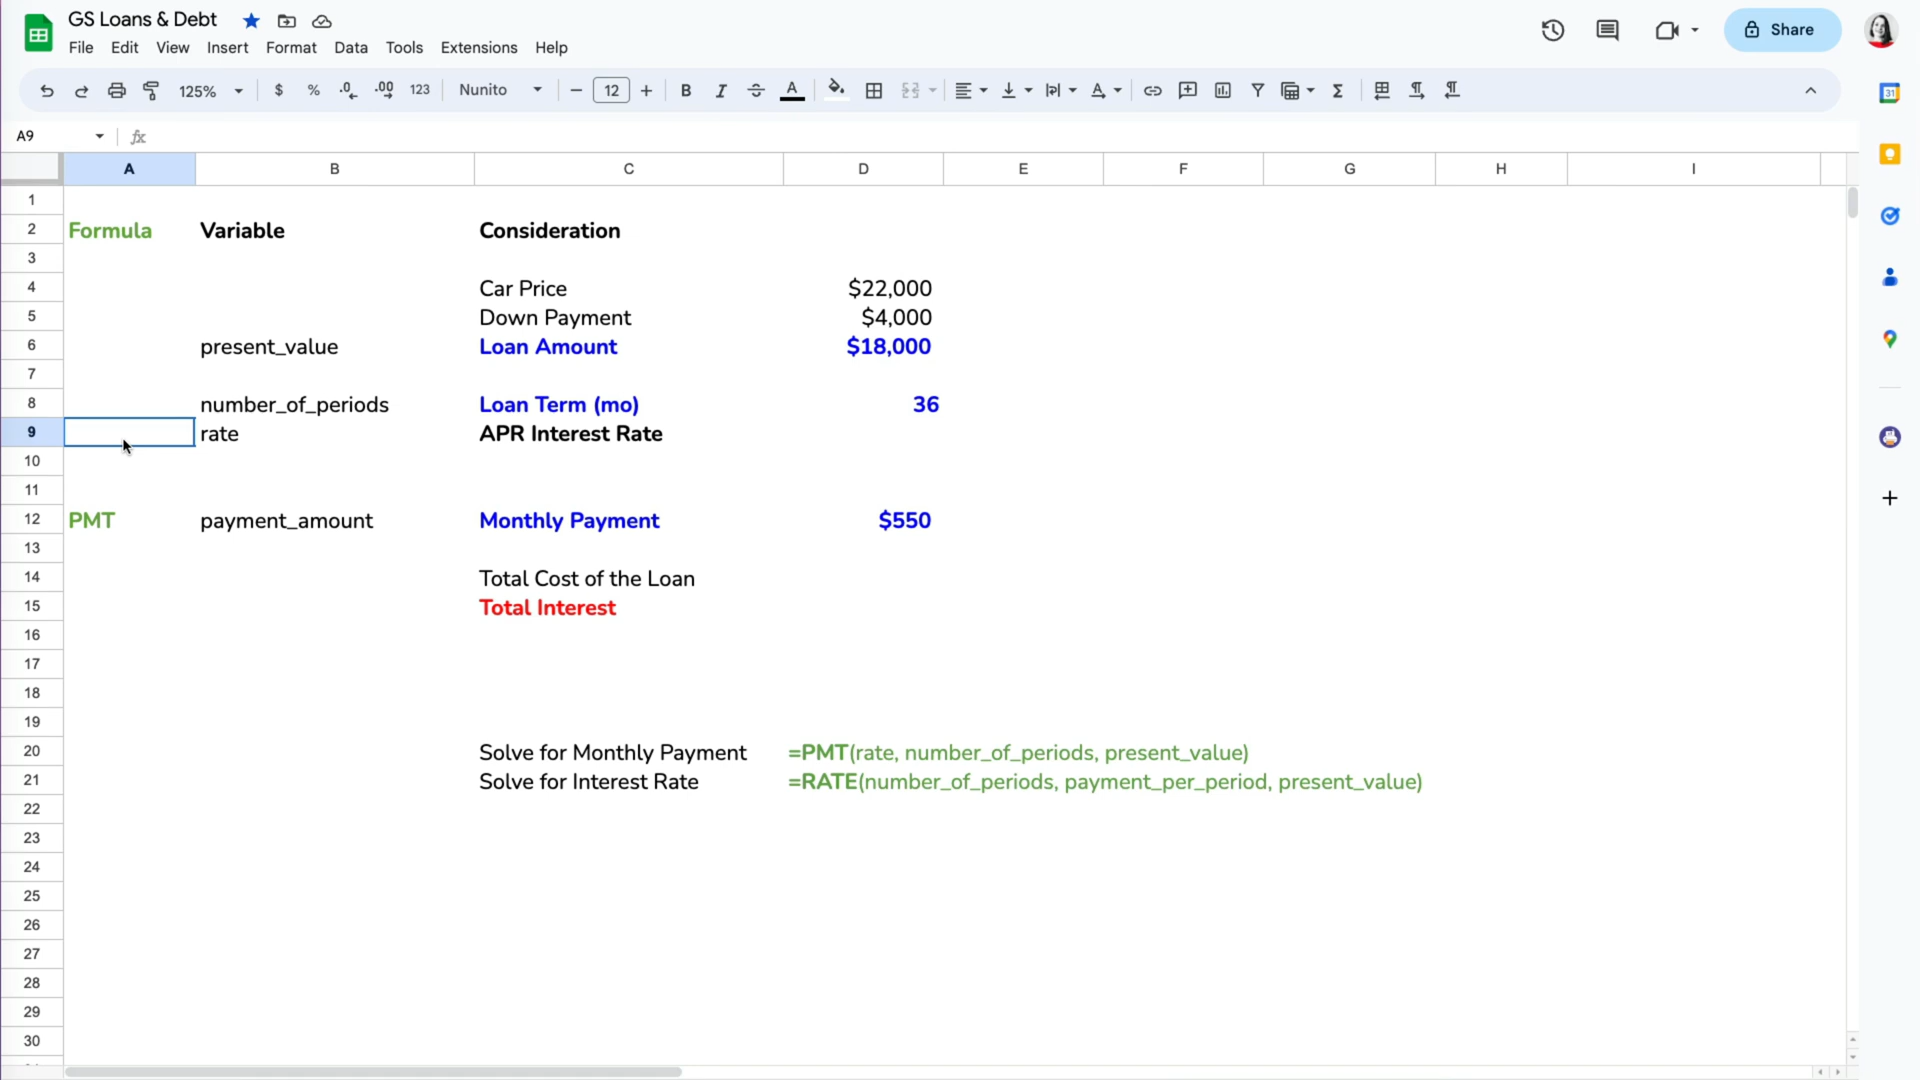 GS Loans & Debt
File Edit View Insert Format Data Tools Extensions Help
Share
125% $ % .0 .00 123 Nunito 12 B I A
31
A9 fx
A B C D E F G H I
1
2 Formula Variable Consideration
3
4 Car Price $22,000
5 Down Payment $4,000
6 present_value Loan Amount $18,000
7
8 number_of_periods Loan Term (mo) 36
9 rate APR Interest Rate
10
11
12 PMT payment_amount Monthly Payment $550
13
14 Total Cost of the Loan
15 Total Interest
16
17
18
19
20 Solve for Monthly Payment =PMT(rate, number_of_periods, present_value)
21 Solve for Interest Rate =RATE(number_of_periods, payment_per_period, present_value)
22
23
24
25
26
27
28
29
30